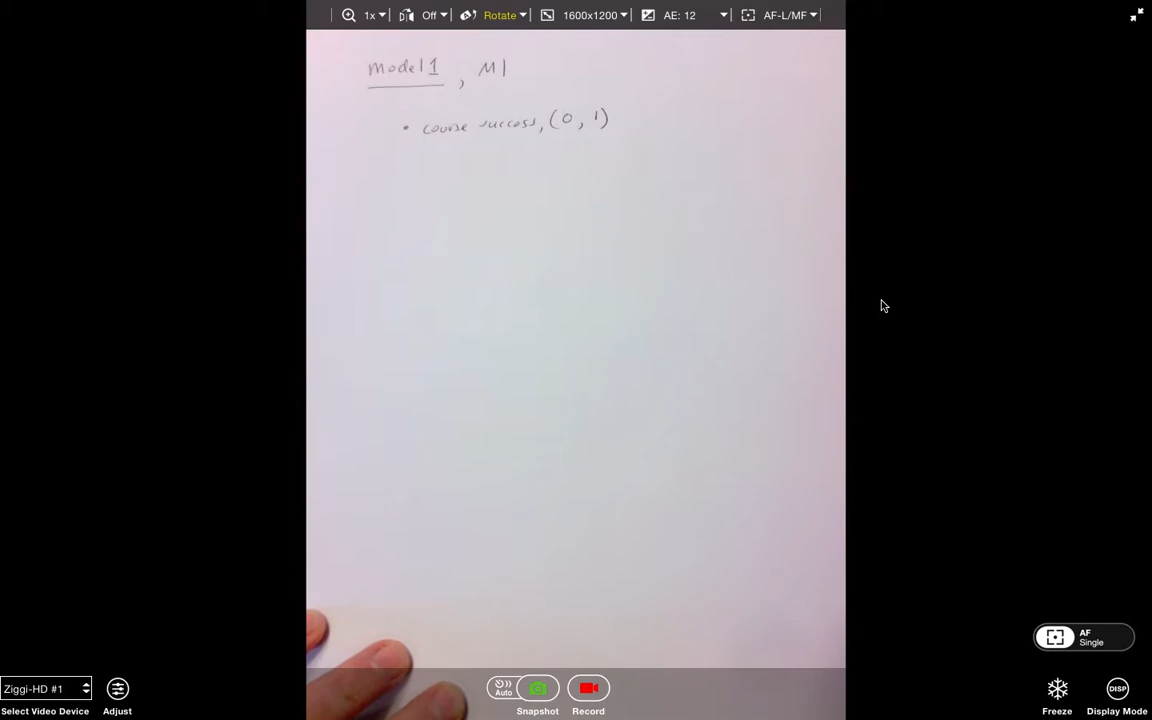 1x Off Rotate 1600x1200 AE: 12 AF-L/MF
Model 1, M1
• course success, (0, 1)
AF
Single
Ziggi-HD #1
Auto
DISP
Select Video Device Adjust Snapshot Record Freeze Display Mode